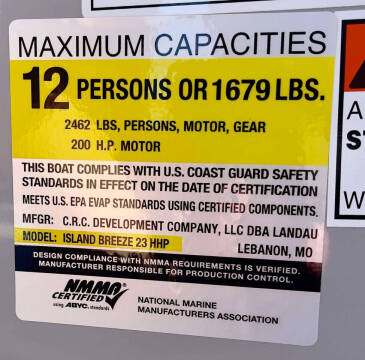 MAXIMUM CAPACITIES
12 PERSONS OR 1679 LBS.
2462 LBS, PERSONS, MOTOR, GEAR
200 H.P. MOTOR
THIS BOAT COMPLIES WITH U.S. COAST GUARD SAFETY
STANDARDS IN EFFECT ON THE DATE OF CERTIFICATION
MEETS U.S. EPA EVAP STANDARDS USING CERTIFIED COMPONENTS.
MFGR: C.R.C. DEVELOPMENT COMPANY, LLC DBA LANDAU
MODEL: ISLAND BREEZE 23 HHP LEBANON, MO
DESIGN COMPLIANCE WITH NMMA REQUIREMENTS IS VERIFIED.
MANUFACTURER RESPONSIBLE FOR PRODUCTION CONTROL.
NMMA
CERTIFIED
using ABYC standards
NATIONAL MARINE
MANUFACTURERS ASSOCIATION